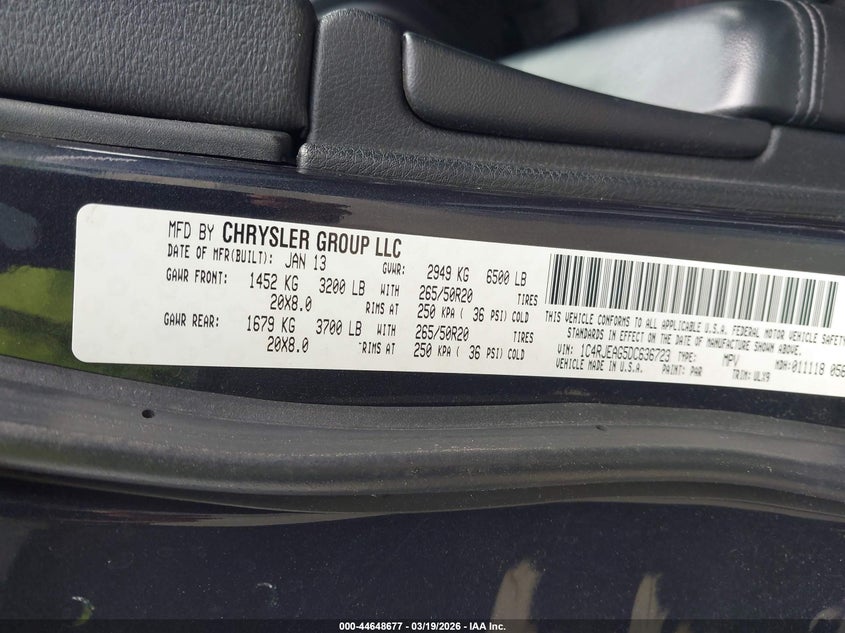 MFD BY CHRYSLER GROUP LLC
DATE OF MFR(BUILT): JAN 13 GVWR: 2949 KG 6500 LB
GAWR FRONT: 1452 KG 3200 LB WITH 265/50R20 TIRES
20X8.0 RIMS AT 250 KPA ( 36 PSI) COLD
GAWR REAR: 1679 KG 3700 LB WITH 265/50R20 TIRES
20X8.0 RIMS AT 250 KPA ( 36 PSI) COLD
THIS VEHICLE CONFORMS TO ALL APPLICABLE U.S.A. FEDERAL MOTOR VEHICLE SAFETY
STANDARDS IN EFFECT ON THE DATE OF MANUFACTURE SHOWN ABOVE.
VIN: 1C4RJEAG5DC636723 TYPE: MPV MDH: 011118 056
VEHICLE MADE IN U.S.A. PAINT: PAR TRIM: ULX9
000-44648677 - 03/19/2026 - IAA Inc.